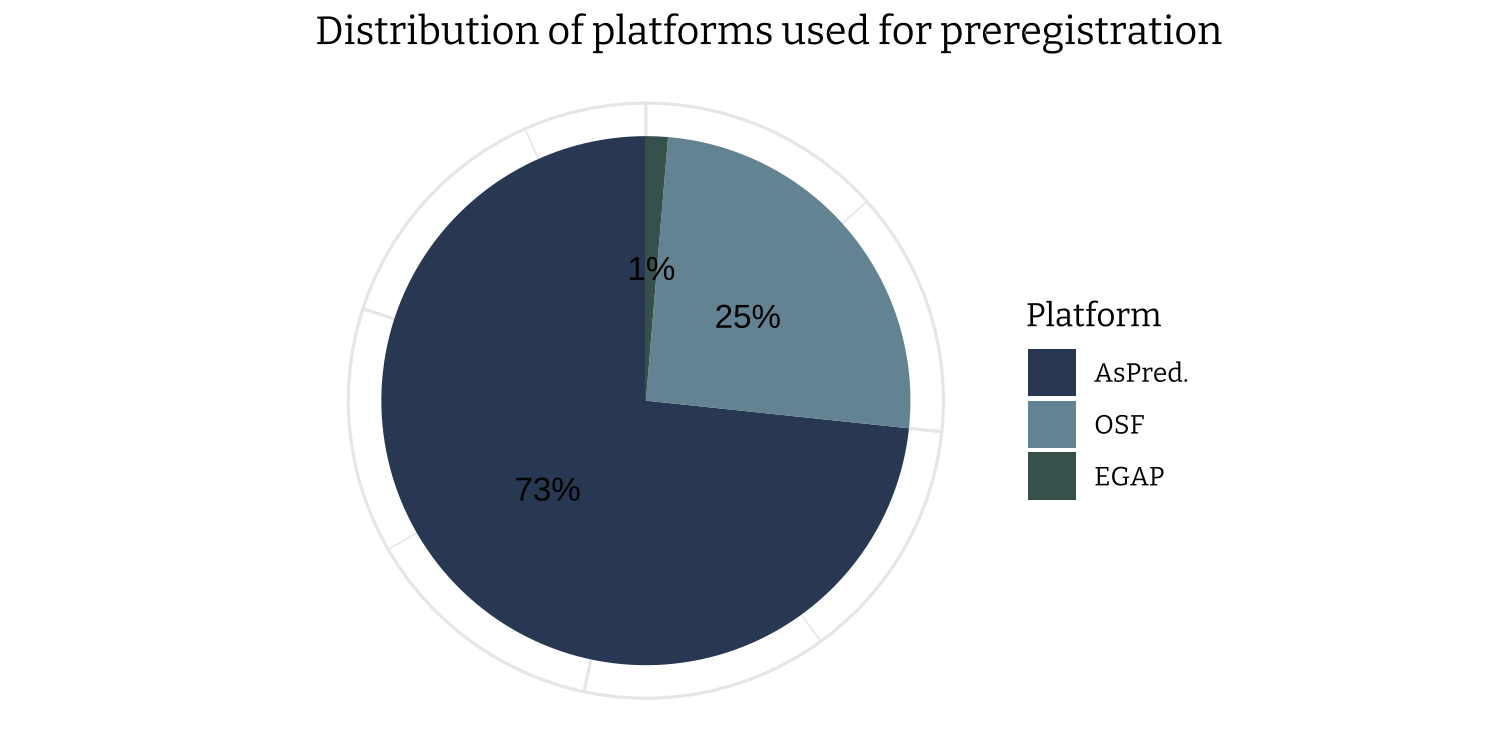 Distribution of platforms used for preregistration
1%
25%
73%
Platform
AsPred.
OSF
EGAP